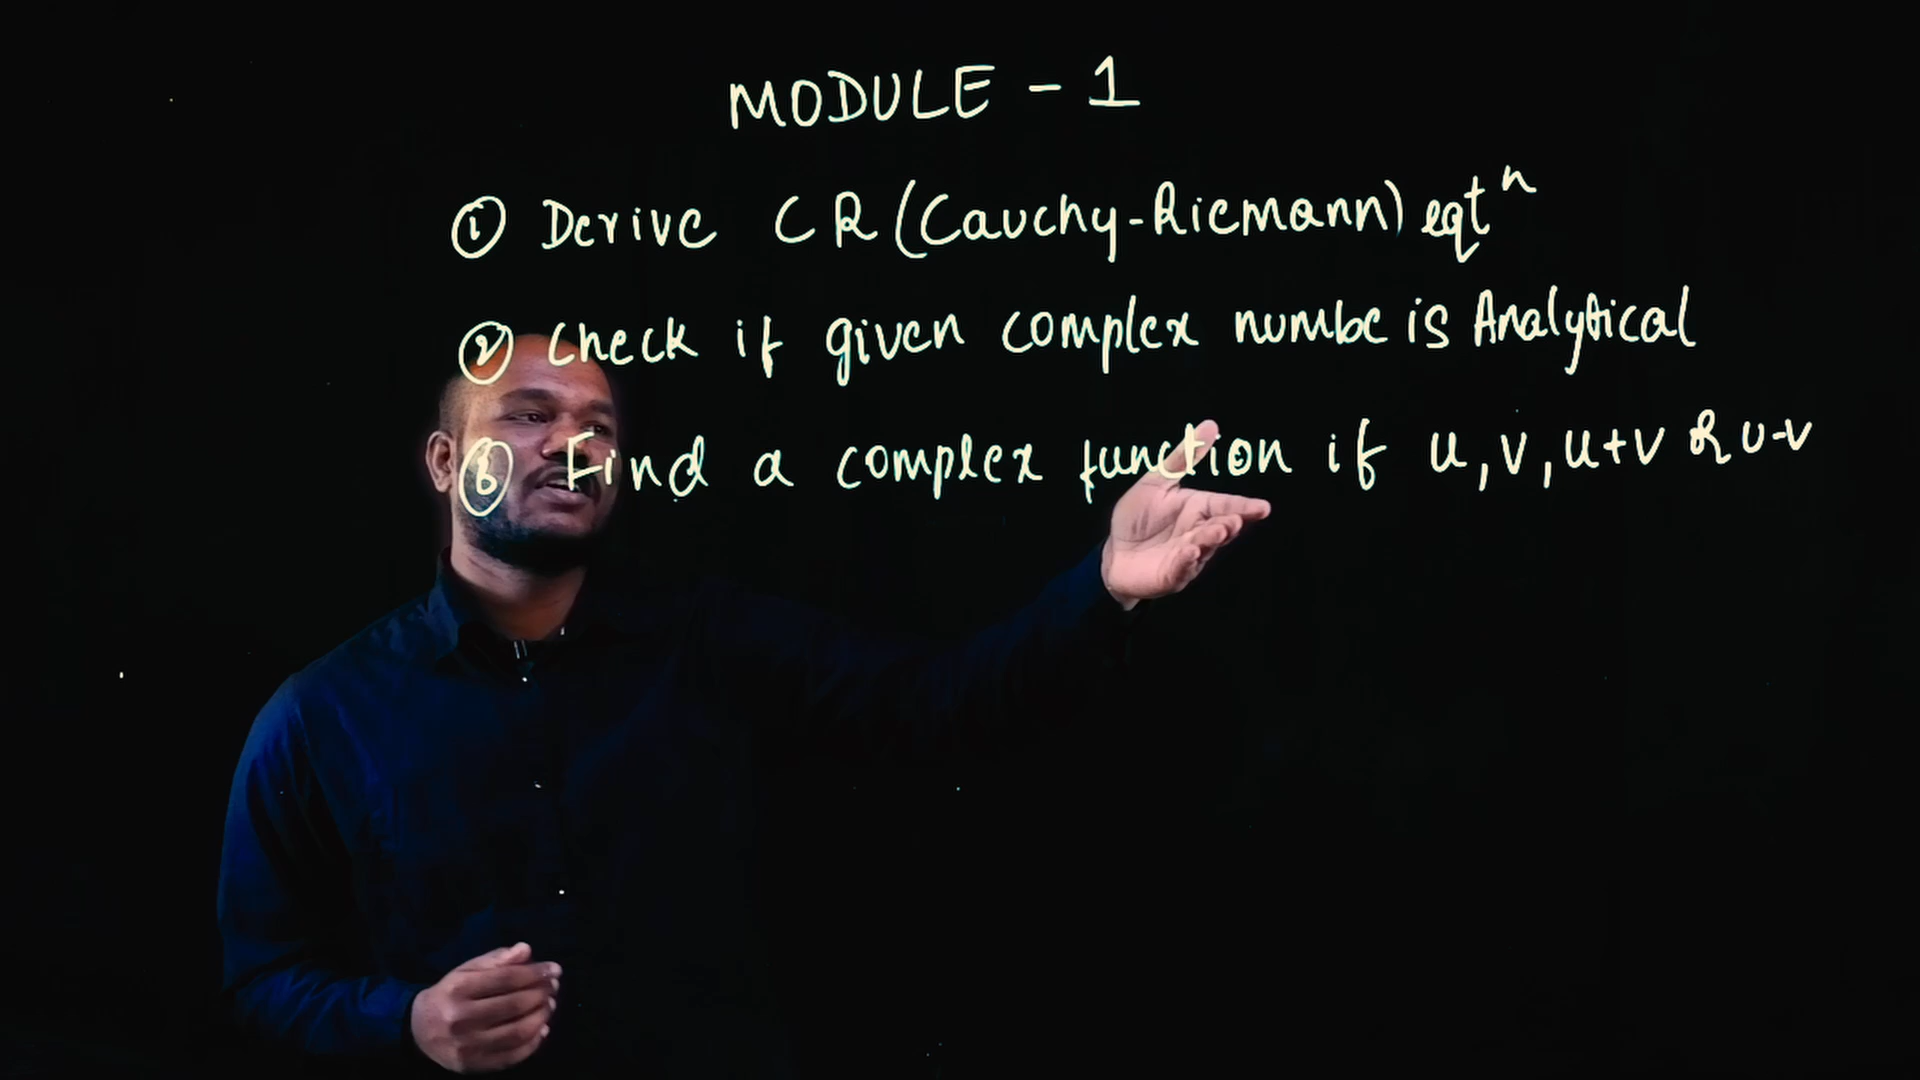 MODULE - 1
① Derive CR (Cauchy-Riemann) eqtⁿ
② Check if given complex numbe is Analytical
③ Find a complex function if u, v, u+v & u-v